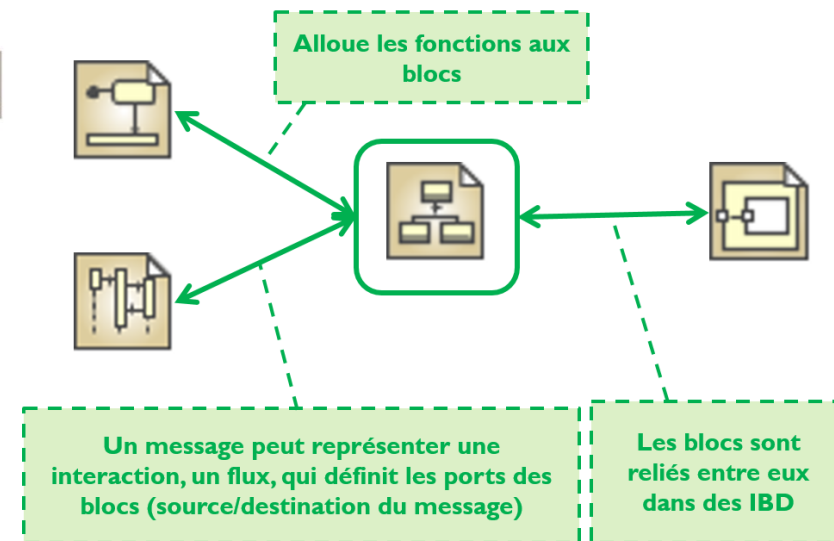 Alloue les fonctions aux
blocs
Un message peut représenter une
interaction, un flux, qui définit les ports des
blocs (source/destination du message)
Les blocs sont
reliés entre eux
dans des IBD